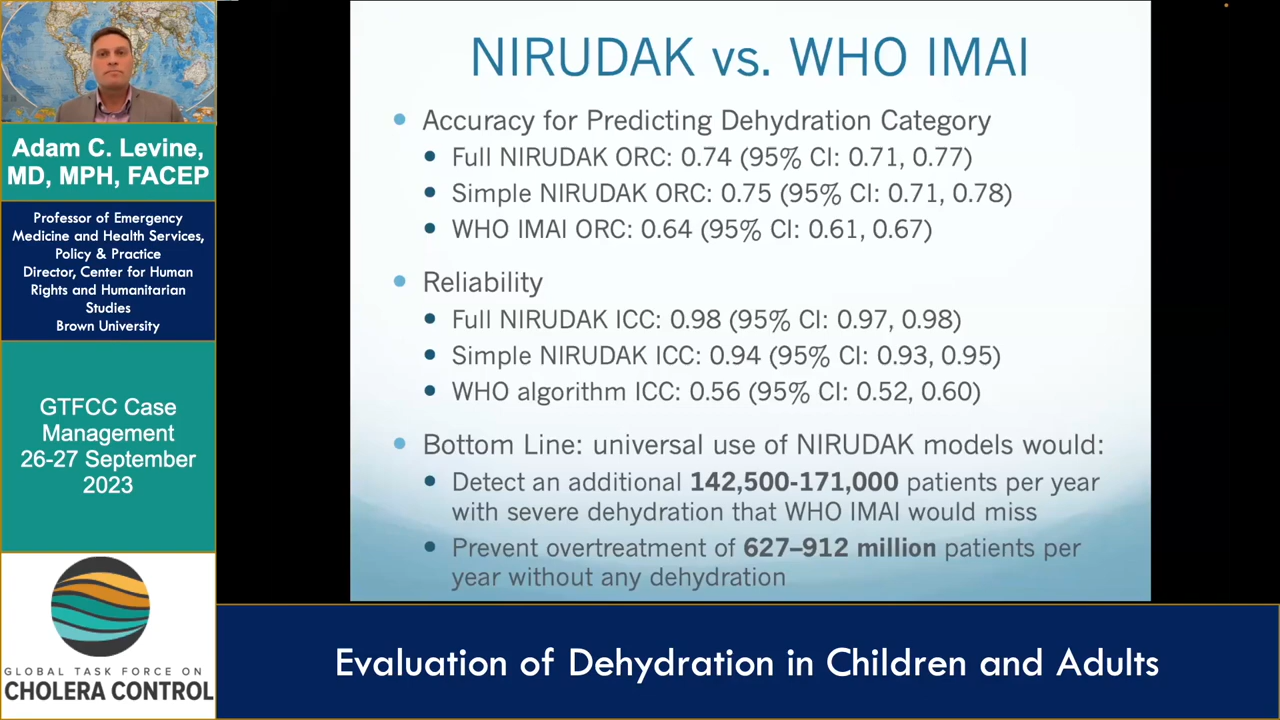 Adam C. Levine,
MD, MPH, FACEP
Professor of Emergency
Medicine and Health Services,
Policy & Practice
Director, Center for Human
Rights and Humanitarian
Studies
Brown University
GTFCC Case
Management
26-27 September
2023
GLOBAL TASK FORCE ON
CHOLERA CONTROL
NIRUDAK vs. WHO IMAI
• Accuracy for Predicting Dehydration Category
• Full NIRUDAK ORC: 0.74 (95% CI: 0.71, 0.77)
• Simple NIRUDAK ORC: 0.75 (95% CI: 0.71, 0.78)
• WHO IMAI ORC: 0.64 (95% CI: 0.61, 0.67)
• Reliability
• Full NIRUDAK ICC: 0.98 (95% CI: 0.97, 0.98)
• Simple NIRUDAK ICC: 0.94 (95% CI: 0.93, 0.95)
• WHO algorithm ICC: 0.56 (95% CI: 0.52, 0.60)
• Bottom Line: universal use of NIRUDAK models would:
• Detect an additional 142,500-171,000 patients per year
with severe dehydration that WHO IMAI would miss
• Prevent overtreatment of 627–912 million patients per
year without any dehydration
Evaluation of Dehydration in Children and Adults